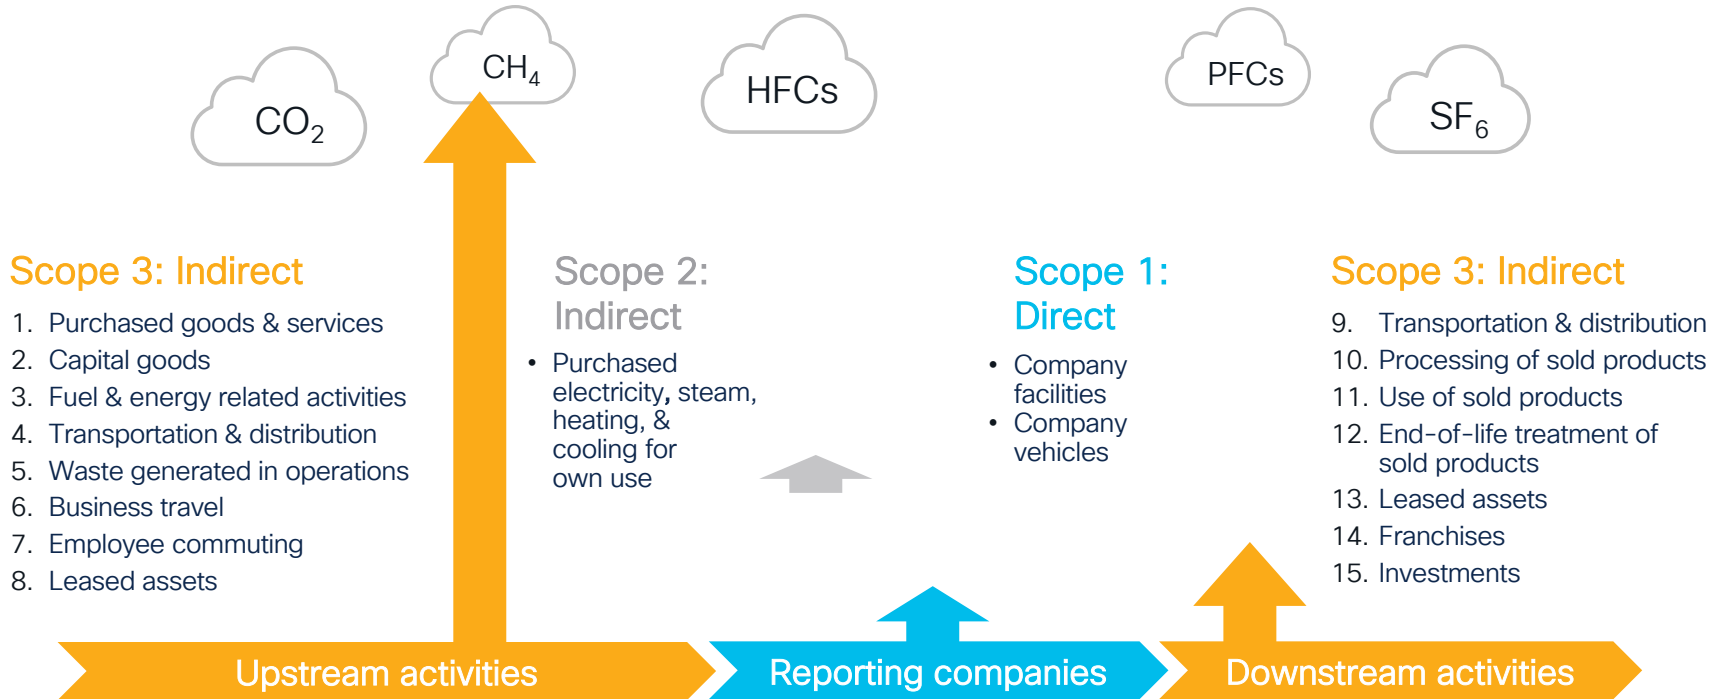 CO₂
CH₄
HFCs
PFCs
SF₆
Scope 3: Indirect
1. Purchased goods & services
2. Capital goods
3. Fuel & energy related activities
4. Transportation & distribution
5. Waste generated in operations
6. Business travel
7. Employee commuting
8. Leased assets
Scope 2:
Indirect
• Purchased
electricity, steam,
heating, &
cooling for
own use
Scope 1:
Direct
• Company
facilities
• Company
vehicles
Scope 3: Indirect
9. Transportation & distribution
10. Processing of sold products
11. Use of sold products
12. End-of-life treatment of
sold products
13. Leased assets
14. Franchises
15. Investments
Upstream activities
Reporting companies
Downstream activities